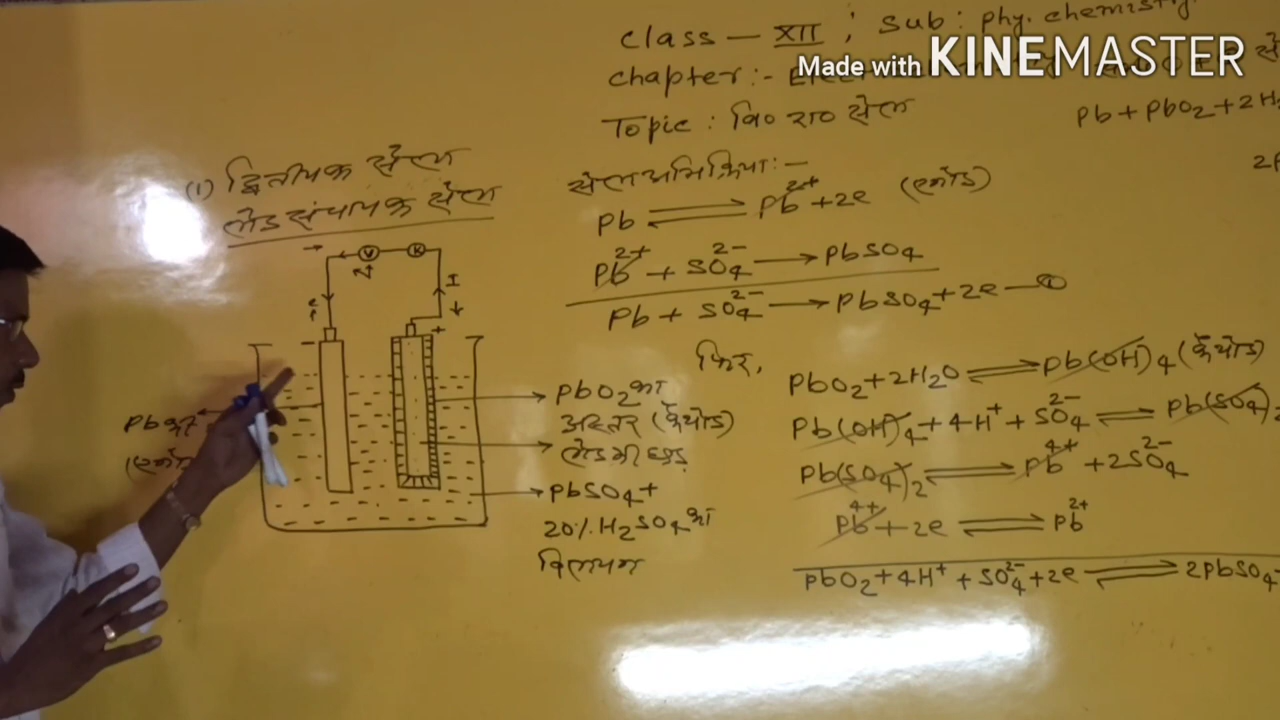 Class — XII ; Sub : phy. chemistry
Made with KINEMASTER
chapter :-
Topic : वि० रा० सेल
Pb + PbO₂ + 2H₂
(1) द्वितीयक सेल
लेड संचायक सेल
V
K
e
I
−
+
Pb का
PbO₂ का
अस्तर (कैथोड)
लेड की छड़
PbSO₄ +
20% H₂SO₄ का
विलयन
सेल अभिक्रिया :-
Pb ⇌ Pb²⁺ + 2e (एनोड)
Pb²⁺ + SO₄²⁻ → PbSO₄
Pb + SO₄²⁻ → PbSO₄ + 2e — ①
फिर,
PbO₂ + 2H₂O ⇌ Pb(OH)₄ (कैथोड)
Pb(OH)₄ + 4H⁺ + SO₄²⁻ ⇌ Pb(SO₄)₂
Pb(SO₄)₂ ⇌ Pb⁴⁺ + 2SO₄²⁻
Pb⁴⁺ + 2e ⇌ Pb²⁺
PbO₂ + 4H⁺ + SO₄²⁻ + 2e ⇌ 2PbSO₄